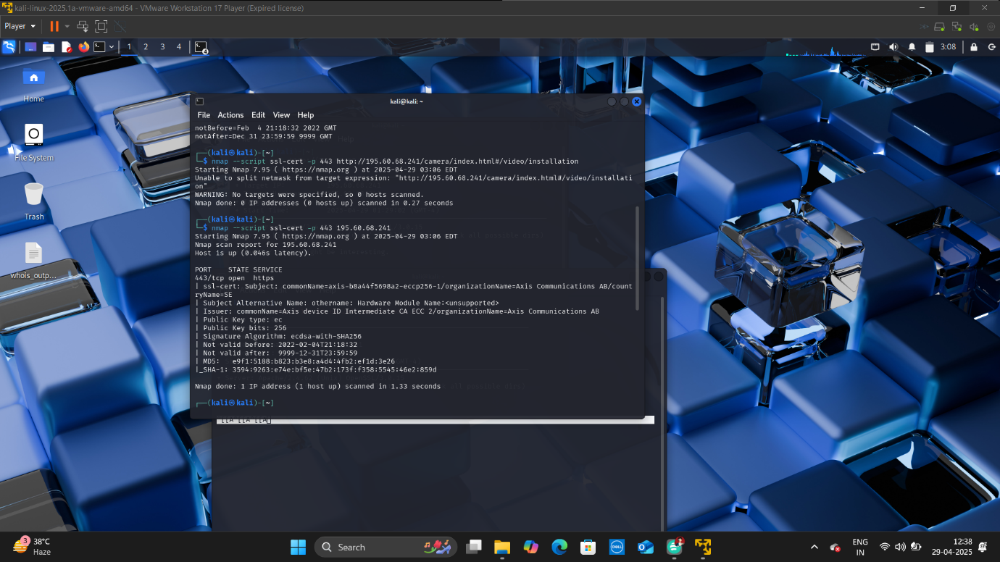 kali-linux-2025.1a-vmware-amd64 - VMware Workstation 17 Player (Expired license)
Player
1 2 3 4
4
3:08
Home
File System
Trash
whois_outp...
kali@kali: ~
File Actions Edit View Help
notBefore=Feb  4 21:18:32 2022 GMT
notAfter=Dec 31 23:59:59 9999 GMT
┌──(kali㉿kali)-[~]
└─$ nmap --script ssl-cert -p 443 http://195.60.68.241/camera/index.html#/video/installation
Starting Nmap 7.95 ( https://nmap.org ) at 2025-04-29 03:06 EDT
Unable to split netmask from target expression: "http://195.60.68.241/camera/index.html#/video/installati
on"
WARNING: No targets were specified, so 0 hosts scanned.
Nmap done: 0 IP addresses (0 hosts up) scanned in 0.27 seconds
┌──(kali㉿kali)-[~]
└─$ nmap --script ssl-cert -p 443 195.60.68.241
Starting Nmap 7.95 ( https://nmap.org ) at 2025-04-29 03:06 EDT
Nmap scan report for 195.60.68.241
Host is up (0.046s latency).
PORT    STATE SERVICE
443/tcp open  https
| ssl-cert: Subject: commonName=axis-b8a44f5698a2-eccp256-1/organizationName=Axis Communications AB/count
ryName=SE
| Subject Alternative Name: othername: Hardware Module Name:<unsupported>
| Issuer: commonName=Axis device ID Intermediate CA ECC 2/organizationName=Axis Communications AB
| Public Key type: ec
| Public Key bits: 256
| Signature Algorithm: ecdsa-with-SHA256
| Not valid before: 2022-02-04T21:18:32
| Not valid after:  9999-12-31T23:59:59
| MD5:   e9f1:5188:b823:b3e8:a4d4:4fb2:ef1d:3e26
|_SHA-1: 3594:9263:e74e:bf5e:47b2:173f:f358:5545:46e2:859d
Nmap done: 1 IP address (1 host up) scanned in 1.33 seconds
┌──(kali㉿kali)-[~]
3
38°C
Haze
Search
DELL
ENG
IN
12:38
29-04-2025